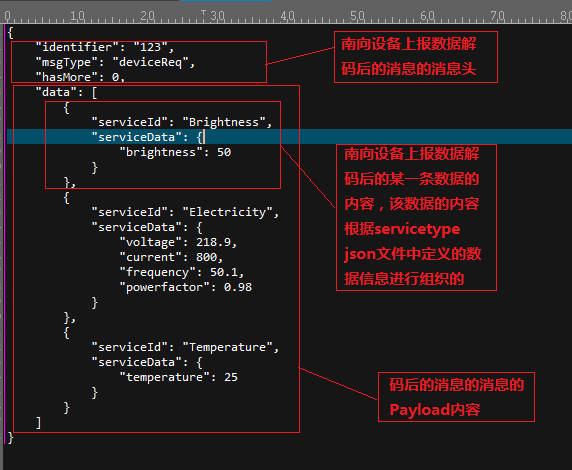 0 10 20 30 40 50 60 70 80
{
"identifier": "123",
"msgType": "deviceReq",
"hasMore": 0,
"data": [
{
"serviceId": "Brightness",
"serviceData": {
"brightness": 50
}
},
{
"serviceId": "Electricity",
"serviceData": {
"voltage": 218.9,
"current": 800,
"frequency": 50.1,
"powerfactor": 0.98
}
},
{
"serviceId": "Temperature",
"serviceData": {
"temperature": 25
}
}
]
}
南向设备上报数据解
码后的消息的消息头
南向设备上报数据解
码后的某一条数据的
内容，该数据的内容
根据servicetype
json文件中定义的数
据信息进行组织的
码后的消息的消息的
Payload内容